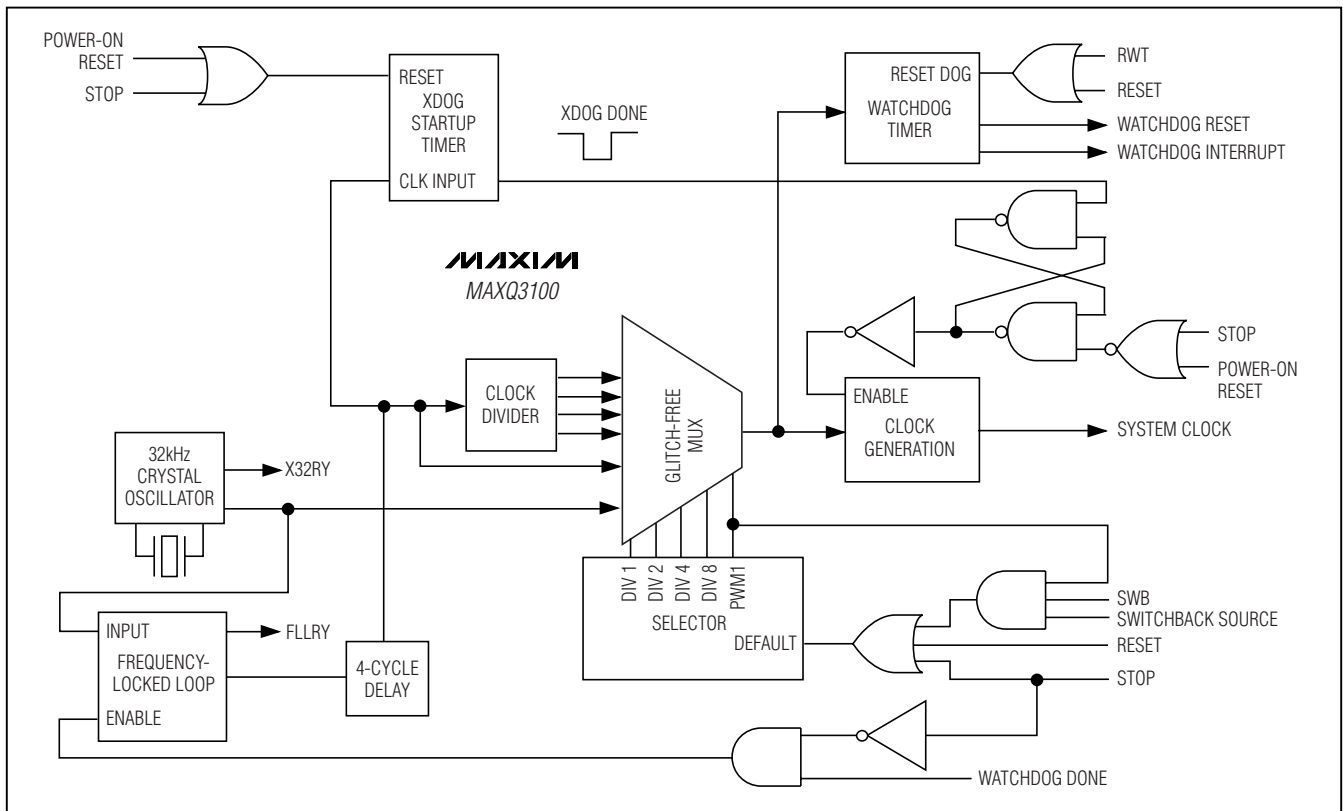 POWER-ON
RESET
STOP
RESET
XDOG
STARTUP
TIMER
CLK INPUT
XDOG DONE
RESET DOG
WATCHDOG
TIMER
RWT
RESET
WATCHDOG RESET
WATCHDOG INTERRUPT
MAXIM
MAXQ3100
STOP
POWER-ON
RESET
CLOCK
DIVIDER
GLITCH-FREE
MUX
ENABLE
CLOCK
GENERATION
SYSTEM CLOCK
32kHz
CRYSTAL
OSCILLATOR
X32RY
DIV 1
DIV 2
DIV 4
DIV 8
PWM1
SELECTOR
DEFAULT
SWB
SWITCHBACK SOURCE
RESET
STOP
INPUT
FREQUENCY-
LOCKED LOOP
ENABLE
FLLRY
4-CYCLE
DELAY
WATCHDOG DONE